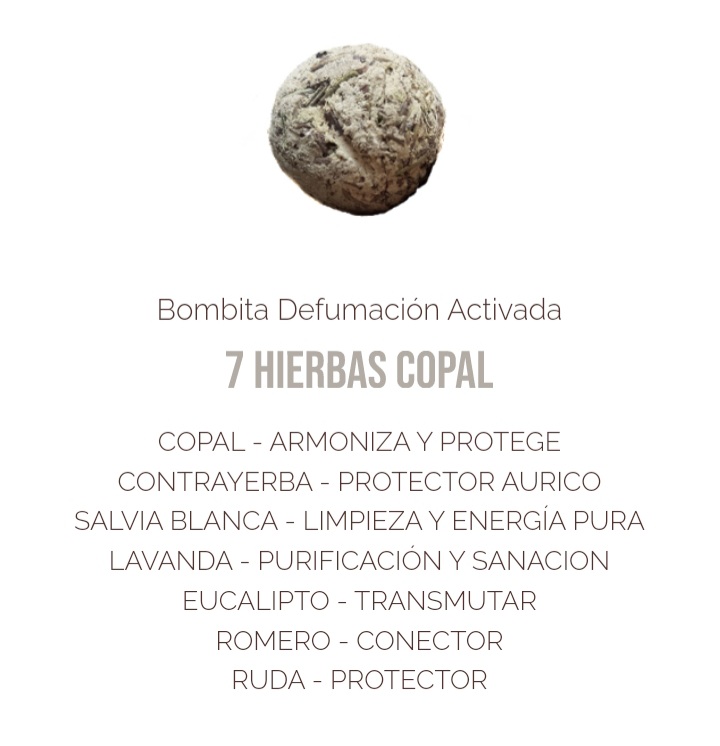 Bombita Defumación Activada
7 HIERBAS COPAL
COPAL - ARMONIZA Y PROTEGE
CONTRAYERBA - PROTECTOR AURICO
SALVIA BLANCA - LIMPIEZA Y ENERGÍA PURA
LAVANDA - PURIFICACIÓN Y SANACION
EUCALIPTO - TRANSMUTAR
ROMERO - CONECTOR
RUDA - PROTECTOR